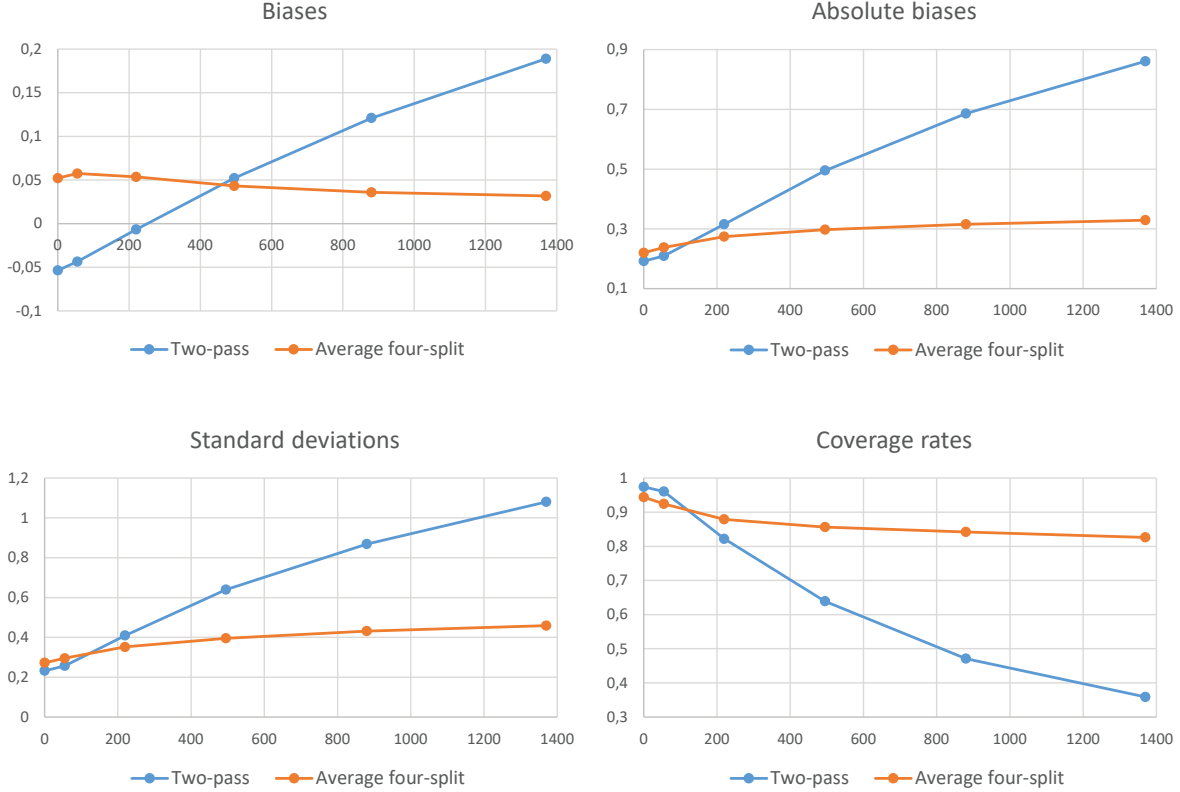 Biases
0,2
0,15
0,1
0,05
0
-0,05
-0,1
0 200 400 600 800 1000 1200 1400
Two-pass Average four-split
Absolute biases
0,9
0,7
0,5
0,3
0,1
0 200 400 600 800 1000 1200 1400
Two-pass Average four-split
Standard deviations
1,2
1
0,8
0,6
0,4
0,2
0
0 200 400 600 800 1000 1200 1400
Two-pass Average four-split
Coverage rates
1
0,9
0,8
0,7
0,6
0,5
0,4
0,3
0 200 400 600 800 1000 1200 1400
Two-pass Average four-split